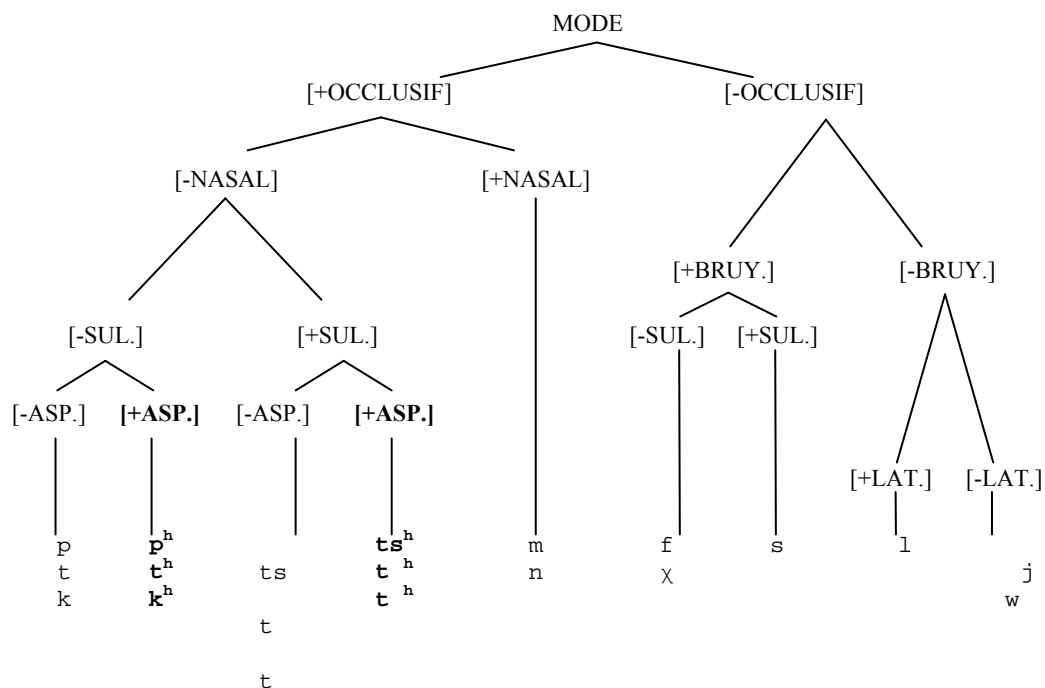 MODE
[+OCCLUSIF] [-OCCLUSIF]
[-NASAL] [+NASAL]
[+BRUY.] [-BRUY.]
[-SUL.] [+SUL.] [-SUL.] [+SUL.]
[-ASP.] [+ASP.] [-ASP.] [+ASP.]
[+LAT.] [-LAT.]
p pʰ tsʰ m f s l
t tʰ ts t ʰ n χ j
k kʰ t ʰ w
t
t